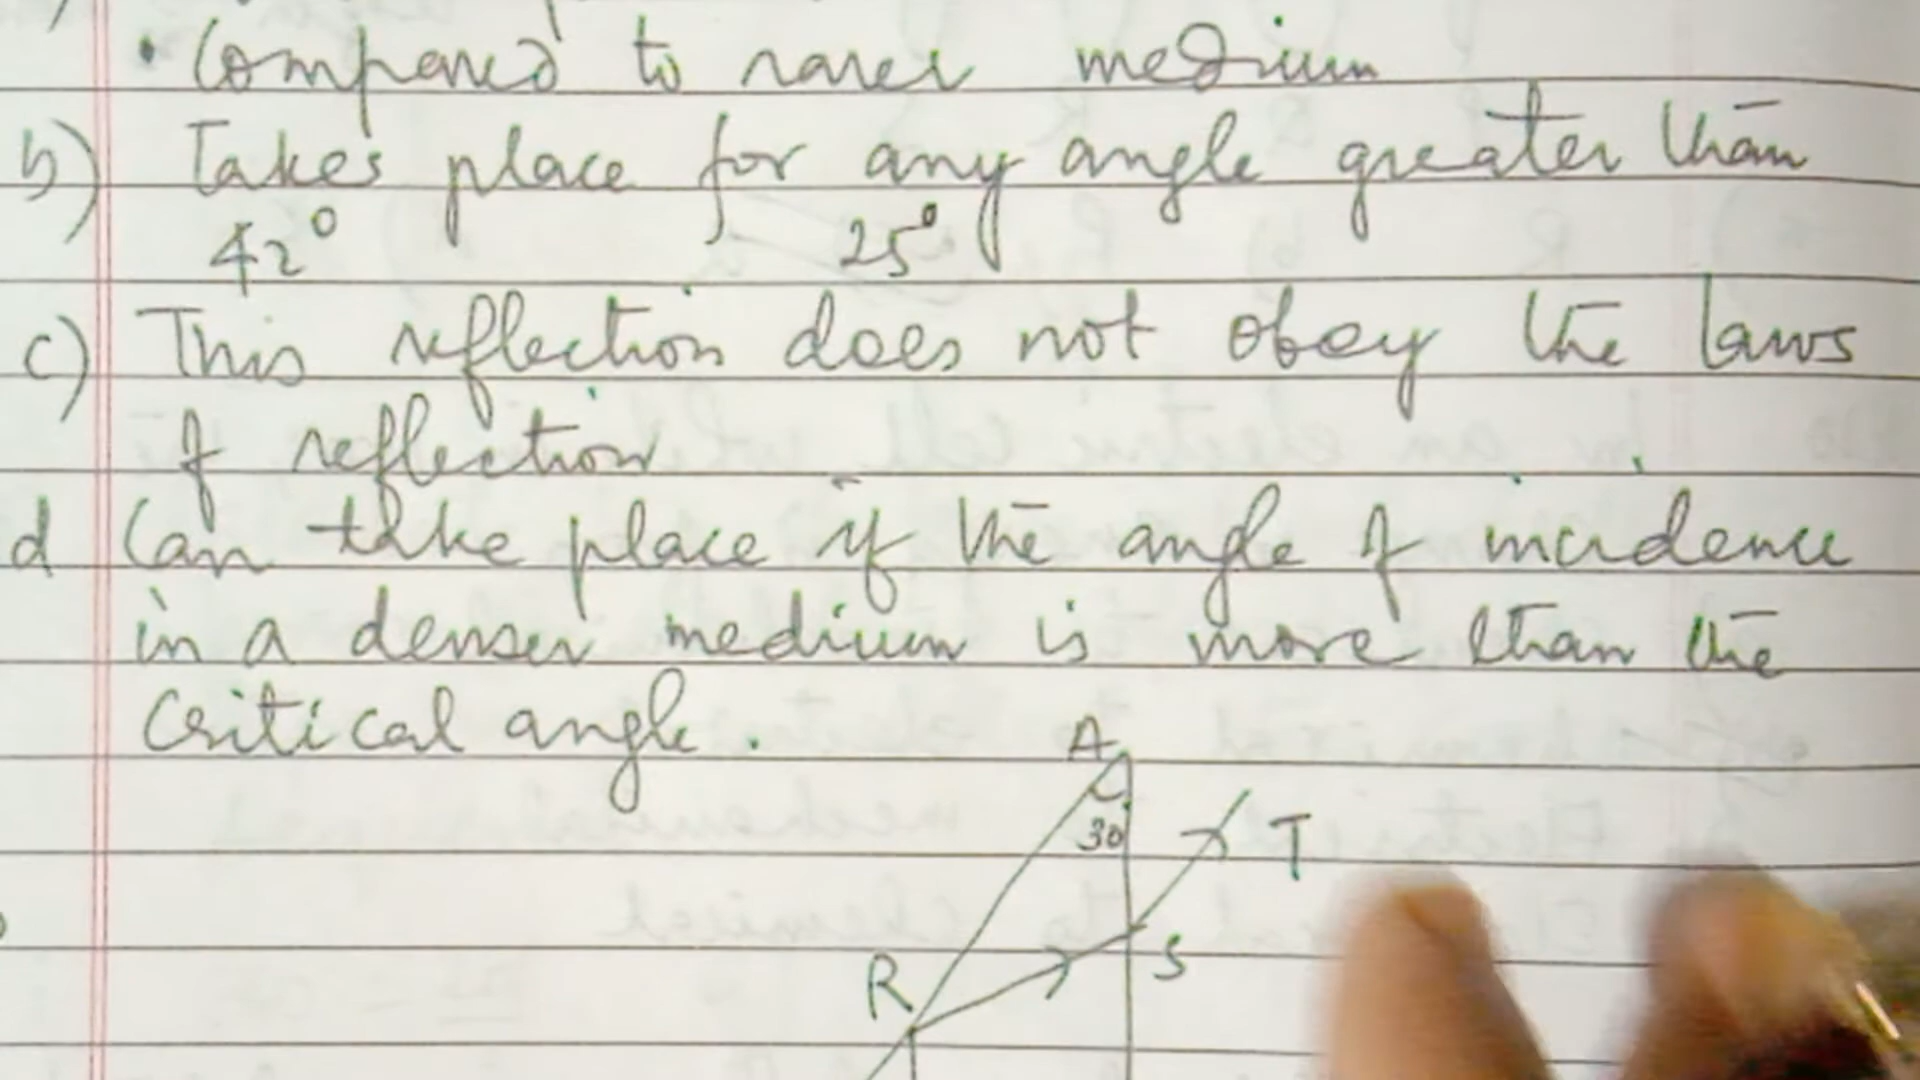 • Compared to rarer medium
b) Takes place for any angle greater than
42° 25°
c) This reflection does not obey the laws
of reflection
d Can take place if the angle of incidence
in a denser medium is more than the
critical angle.
A
30
T
S
R